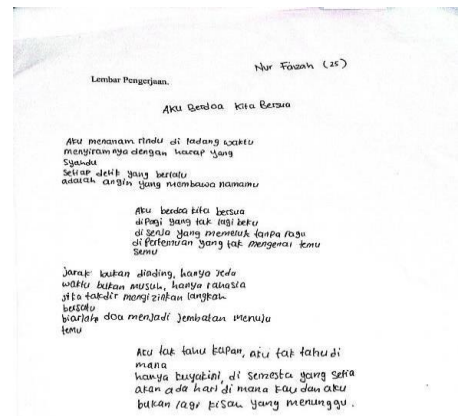 Nur Faizah (25)
Lembar Pengerjaan.
Aku Berdoa Kita Bersua
Aku menanam rindu di ladang waktu
menyiramnya dengan harap yang
syahdu
setiap detik yang berlalu
adalah angin yang membawa namamu
Aku berdoa kita bersua
di pagi yang tak lagi beku
di senja yang memeluk tanpa ragu
di pertemuan yang tak mengenal temu
semu
jarak bukan dinding, hanya jeda
waktu bukan musuh, hanya rahasia
jika takdir mengizinkan langkah
bersatu
biarlah doa menjadi jembatan menuju
temu
Aku tak tahu kapan, aku tak tahu di
mana
hanya kuyakini, di semesta yang setia
akan ada hari di mana kau dan aku
bukan lagi kisah yang menunggu.